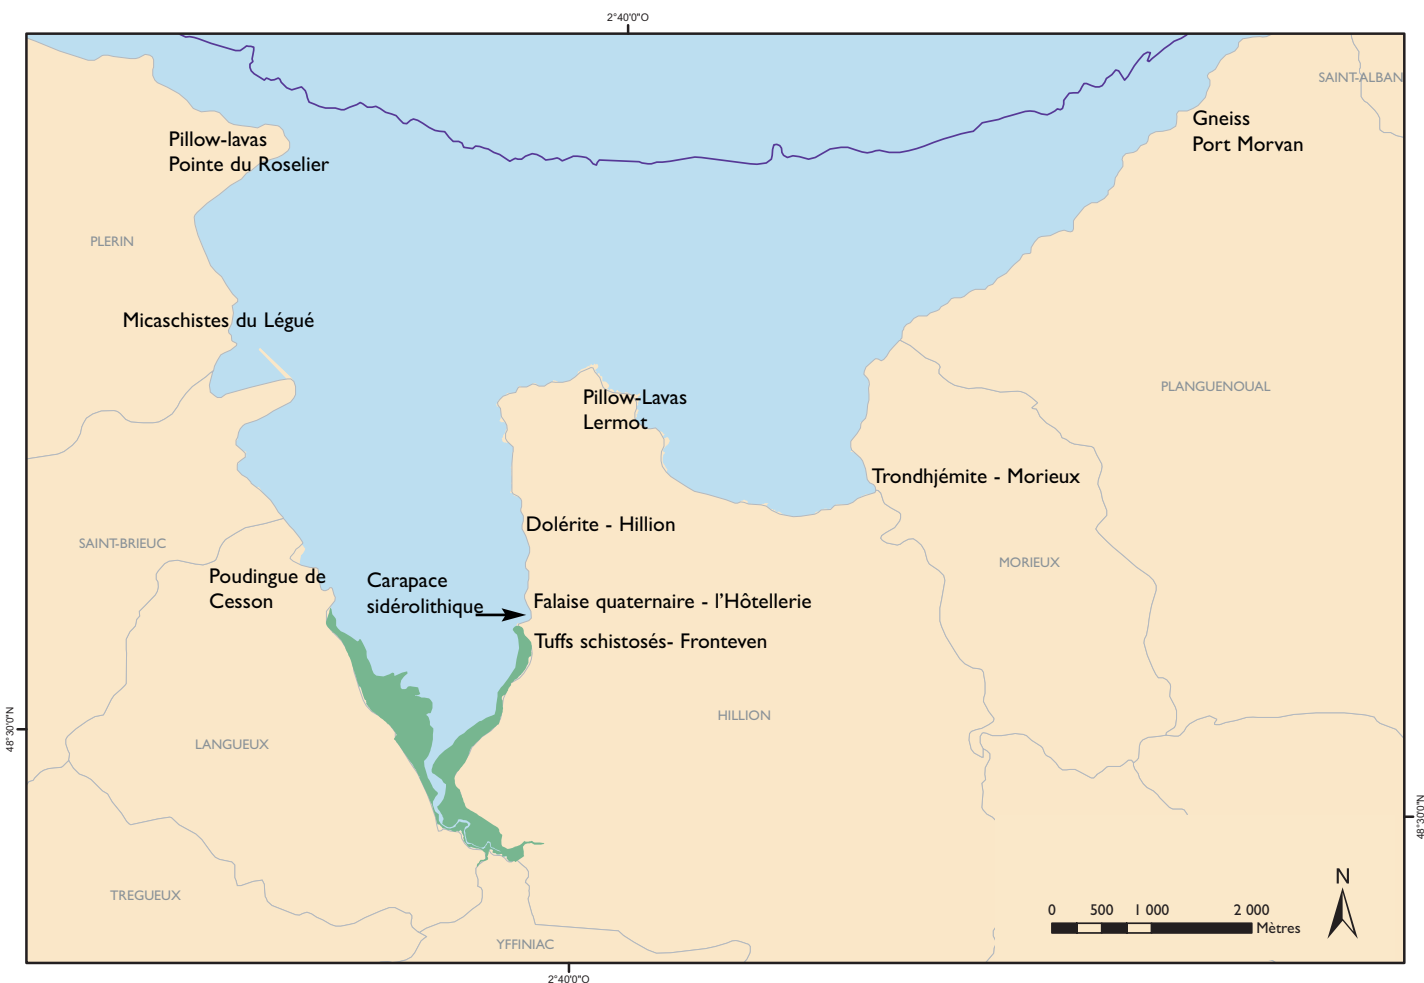 2°40'0"O
SAINT-ALBAN
Gneiss
Port Morvan
Pillow-lavas
Pointe du Roselier
PLERIN
Micaschistes du Légué
PLANGUENOUAL
Pillow-Lavas
Lermot
Trondhjémite - Morieux
Dolérite - Hillion
SAINT-BRIEUC
MORIEUX
Poudingue de
Cesson
Carapace
sidérolithique
Falaise quaternaire - l'Hôtellerie
Tuffs schistosés- Fronteven
HILLION
48°30'0"N
LANGUEUX
48°30'0"N
TREGUEUX
N
0 500 1 000 2 000
Mètres
YFFINIAC
2°40'0"O